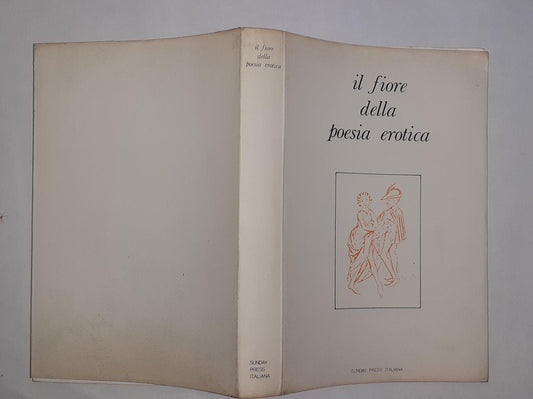 il fiore
della
poesia erotica
SUNDAY
PRESS
ITALIANA
il fiore
della
poesia erotica
SUNDAY PRESS ITALIANA